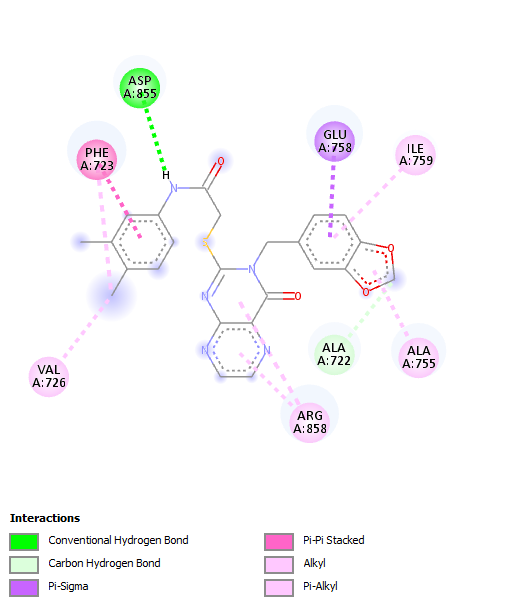 ASP
A:855
PHE
A:723
GLU
A:758
ILE
A:759
H
N
O
S
N
N
O
N
N
O
O
ALA
A:722
ALA
A:755
VAL
A:726
ARG
A:858
Interactions
Conventional Hydrogen Bond
Carbon Hydrogen Bond
Pi-Sigma
Pi-Pi Stacked
Alkyl
Pi-Alkyl